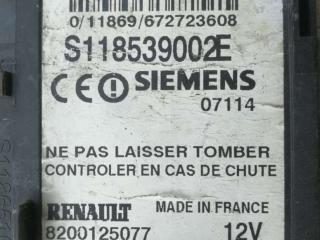 0/11869/672723608
S118539002E
CE SIEMENS
07114
NE PAS LAISSER TOMBER
CONTROLER EN CAS DE CHUTE
RENAULT MADE IN FRANCE
8200125077 12V